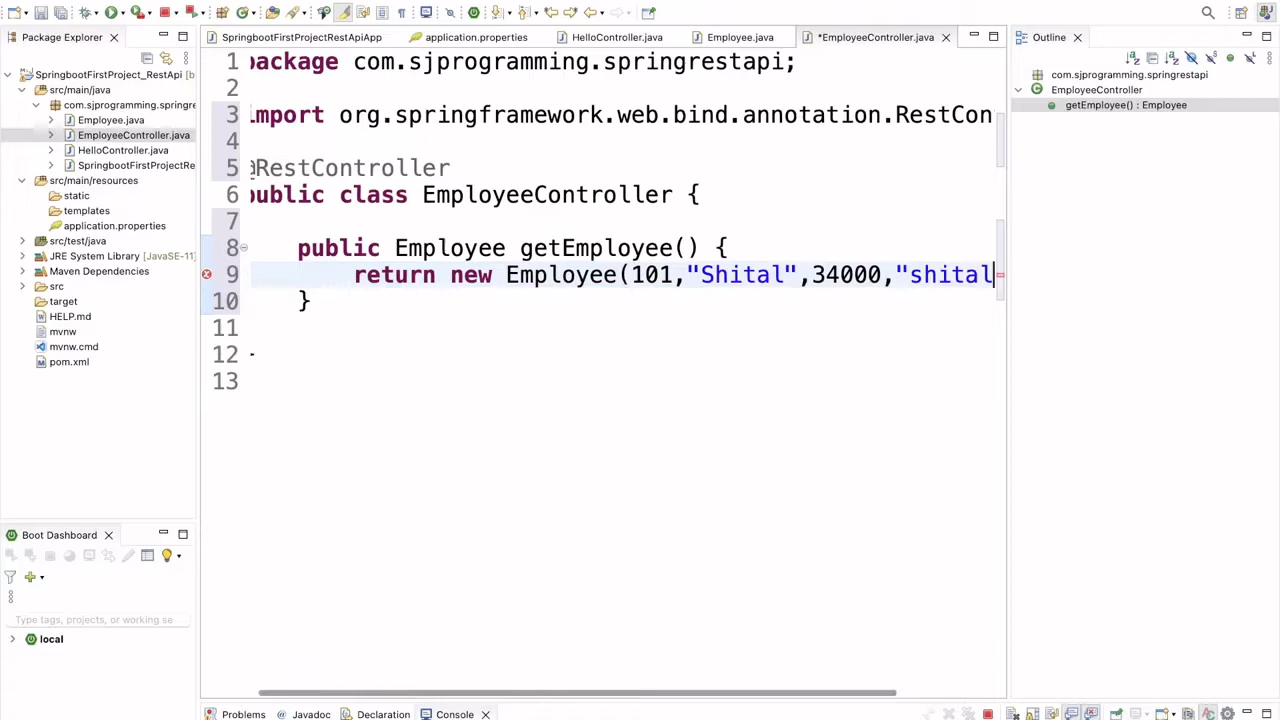 Package Explorer
SpringbootFirstProject_RestApi [b
src/main/java
com.sjprogramming.springre
Employee.java
EmployeeController.java
HelloController.java
SpringbootFirstProjectRe
src/main/resources
static
templates
application.properties
src/test/java
JRE System Library [JavaSE-11]
Maven Dependencies
src
target
HELP.md
mvnw
mvnw.cmd
pom.xml
Boot Dashboard
Type tags, projects, or working se
local
SpringbootFirstProjectRestApiApp
application.properties
HelloController.java
Employee.java
*EmployeeController.java
1 package com.sjprogramming.springrestapi;
2
3 import org.springframework.web.bind.annotation.RestCon
4
5 @RestController
6 public class EmployeeController {
7
8 public Employee getEmployee() {
9 return new Employee(101,"Shital",34000,"shital
10 }
11
12
13
Problems
@ Javadoc
Declaration
Console
Outline
com.sjprogramming.springrestapi
EmployeeController
getEmployee() : Employee